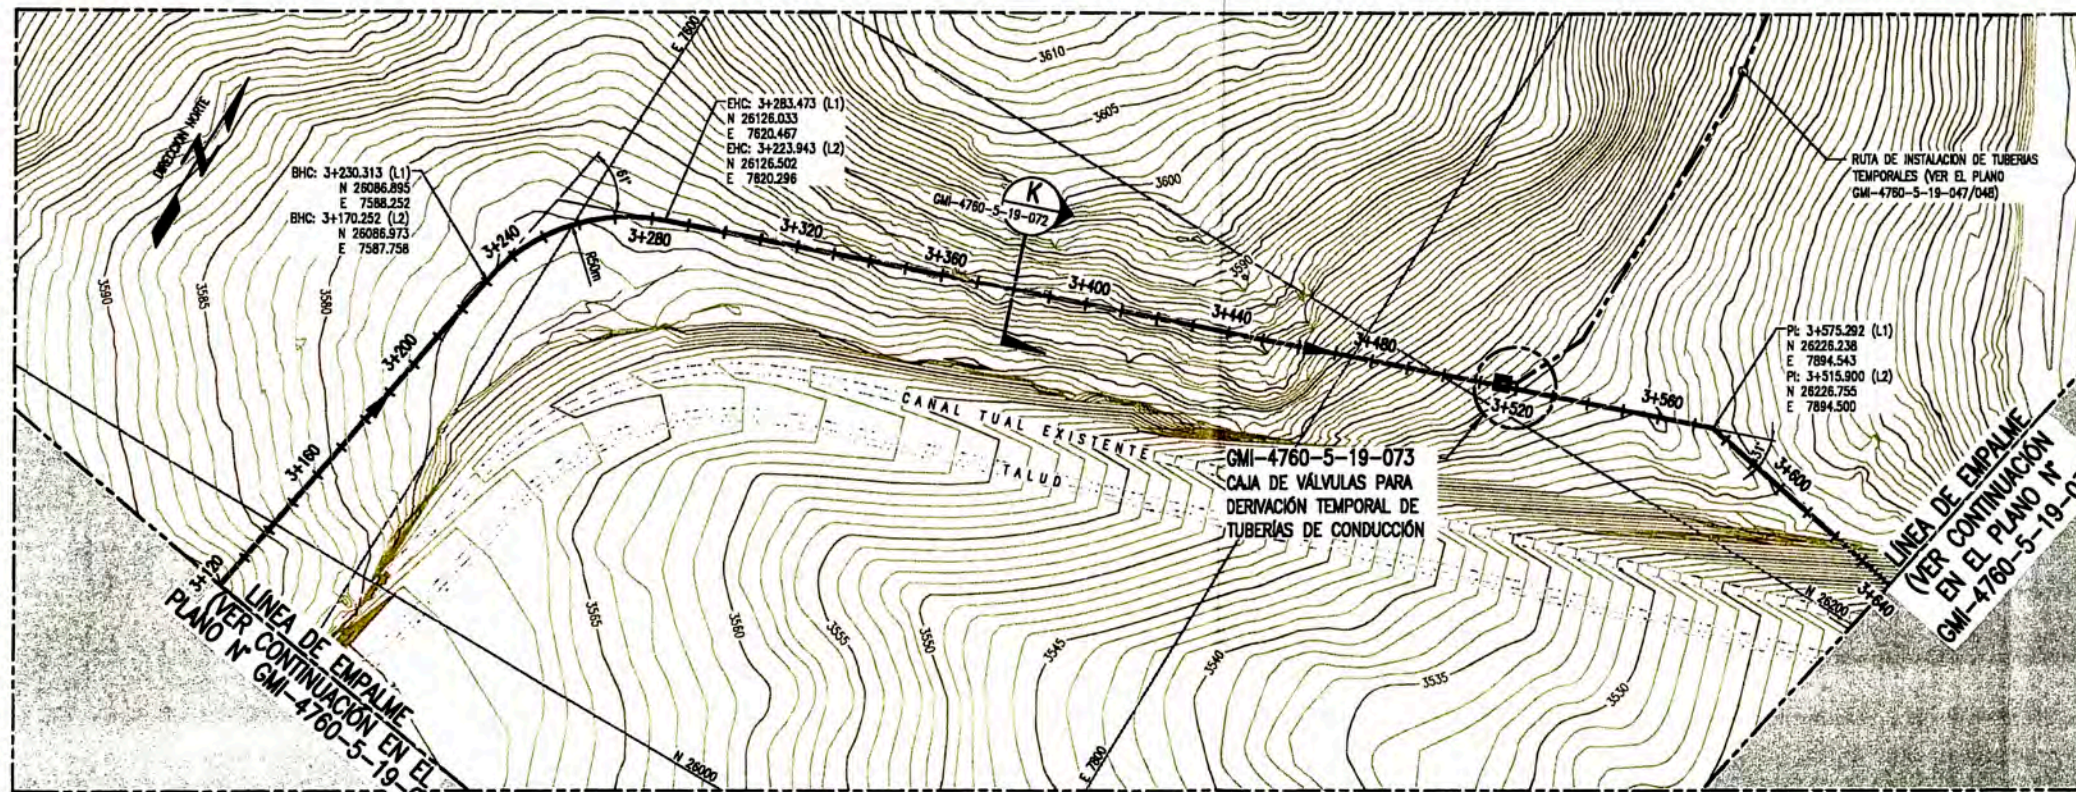 DIRECCION NORTE
N
E 7600
3610
3605
3600
3590
EHC: 3+283.473 (L1)
N 26126.033
E 7620.467
EHC: 3+223.943 (L2)
N 26126.502
E 7620.296
BHC: 3+230.313 (L1)
N 26086.895
E 7588.252
BHC: 3+170.252 (L2)
N 26086.973
E 7587.758
61°
R50m
K
GMI-4760-5-19-072
RUTA DE INSTALACION DE TUBERIAS
TEMPORALES (VER EL PLANO
GMI-4760-5-19-047/048)
3590
3585
3580
3+120
3+160
3+200
3+240
3+280
3+320
3+360
3+400
3+440
3+480
3+520
3+560
3+600
3+640
PI: 3+575.292 (L1)
N 26226.238
E 7894.543
PI: 3+515.900 (L2)
N 26226.755
E 7894.500
31°
CANAL TUAL EXISTENTE
TALUD
GMI-4760-5-19-073
CAJA DE VÁLVULAS PARA
DERIVACIÓN TEMPORAL DE
TUBERÍAS DE CONDUCCIÓN
3565
3560
3555
3550
3545
3540
3535
3530
N 26000
E 7800
N 26200
LÍNEA DE EMPALME
(VER CONTINUACIÓN EN EL
PLANO N° GMI-4760-5-19-
LÍNEA DE EMPALME
(VER CONTINUACIÓN
EN EL PLANO N°
GMI-4760-5-19-